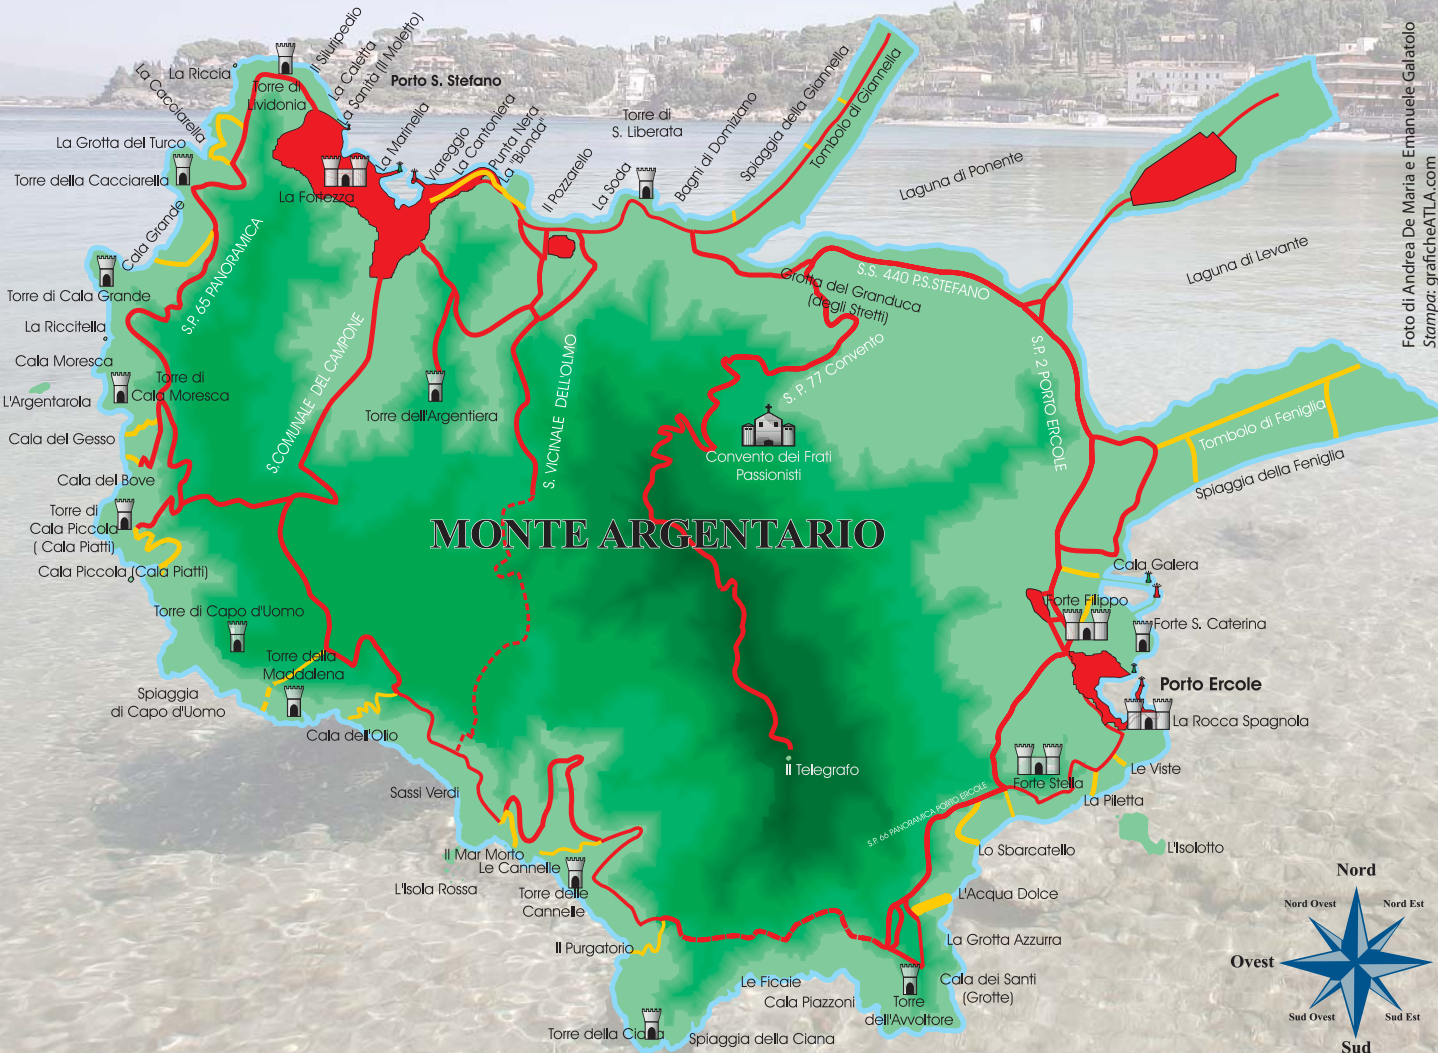 Il Siluripedio
La Caletta
La Sanità (Il Moletto)
Porto S. Stefano
La Riccia
La Cacciarella
Torre di
Lividonia
La Marinella
Viareggio
La Cantoniera
Punta Nera
La "Bionda"
Il Pozzarello
La Soda
Torre di
S. Liberata
Bagni di Domiziano
Spiaggia della Giannella
Tombolo di Giannella
Laguna di Ponente
Laguna di Levante
Foto di Andrea De Maria e Emanuele Galatolo
Stampa: graficheATLA.com
La Grotta del Turco
Torre della Cacciarella
La Fortezza
Cala Grande
S.P. 65 PANORAMICA
Torre di Cala Grande
La Riccitella
Cala Moresca
Torre di
Cala Moresca
L'Argentarola
Cala del Gesso
Cala del Bove
Torre di
Cala Piccola
( Cala Piatti)
Cala Piccola (Cala Piatti)
S.COMUNALE DEL CAMPONE
Torre dell'Argentiera
S. VICINALE DELL'OLMO
Grotta del Granduca
(degli Stretti)
S.S. 440 P.S.STEFANO
S. P. 77 Convento
S.P. 2 PORTO ERCOLE
Convento dei Frati
Passionisti
Tombolo di Feniglia
Spiaggia della Feniglia
MONTE ARGENTARIO
Cala Galera
Forte Filippo
Forte S. Caterina
Porto Ercole
La Rocca Spagnola
Torre di Capo d'Uomo
Torre della
Maddalena
Spiaggia
di Capo d'Uomo
Cala dell'Olio
Il Telegrafo
Forte Stella
Le Viste
La Piletta
L'Isolotto
S.P. 66 PANORAMICA PORTO ERCOLE
Lo Sbarcatello
Sassi Verdi
Il Mar Morto
Le Cannelle
L'Isola Rossa
Torre delle
Cannelle
L'Acqua Dolce
La Grotta Azzurra
Il Purgatorio
Le Ficaie
Cala Piazzoni
Cala dei Santi
(Grotte)
Torre
dell'Avvoltore
Torre della Ciana
Spiaggia della Ciana
Nord
Nord Ovest
Nord Est
Ovest
Sud Ovest
Sud Est
Sud